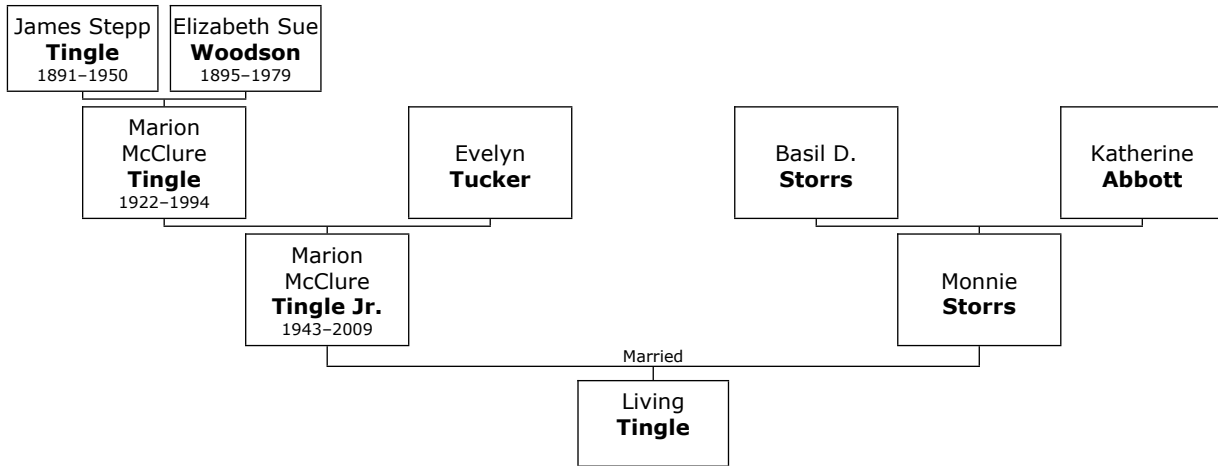 James Stepp
Tingle
1891–1950
Elizabeth Sue
Woodson
1895–1979
Marion
McClure
Tingle
1922–1994
Evelyn
Tucker
Basil D.
Storrs
Katherine
Abbott
Marion
McClure
Tingle Jr.
1943–2009
Monnie
Storrs
Married
Living
Tingle